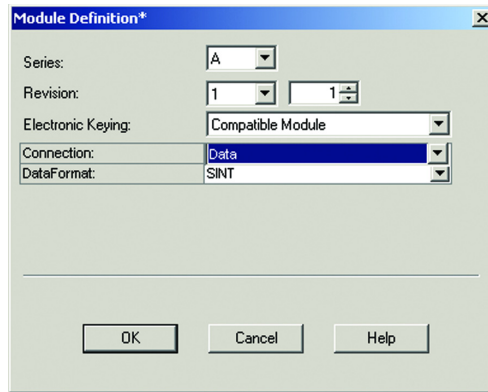 Module Definition*
Series: A
Revision: 1 1
Electronic Keying: Compatible Module
Connection: Data
DataFormat: SINT
OK Cancel Help